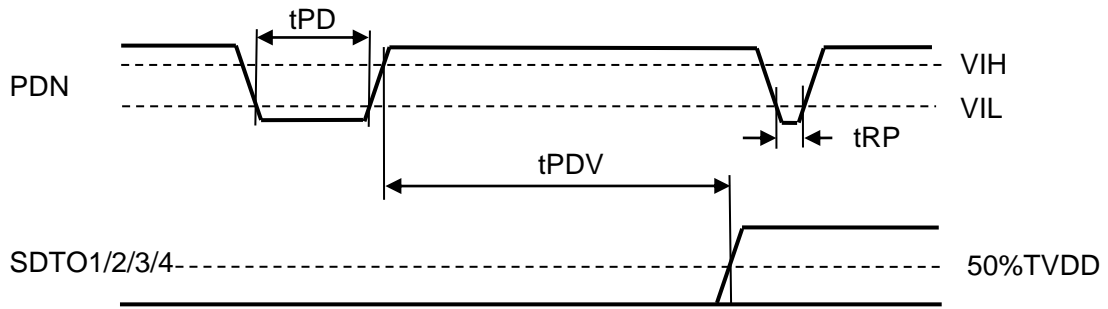 tPD
PDN
VIH
VIL
tRP
tPDV
SDTO1/2/3/4
50%TVDD